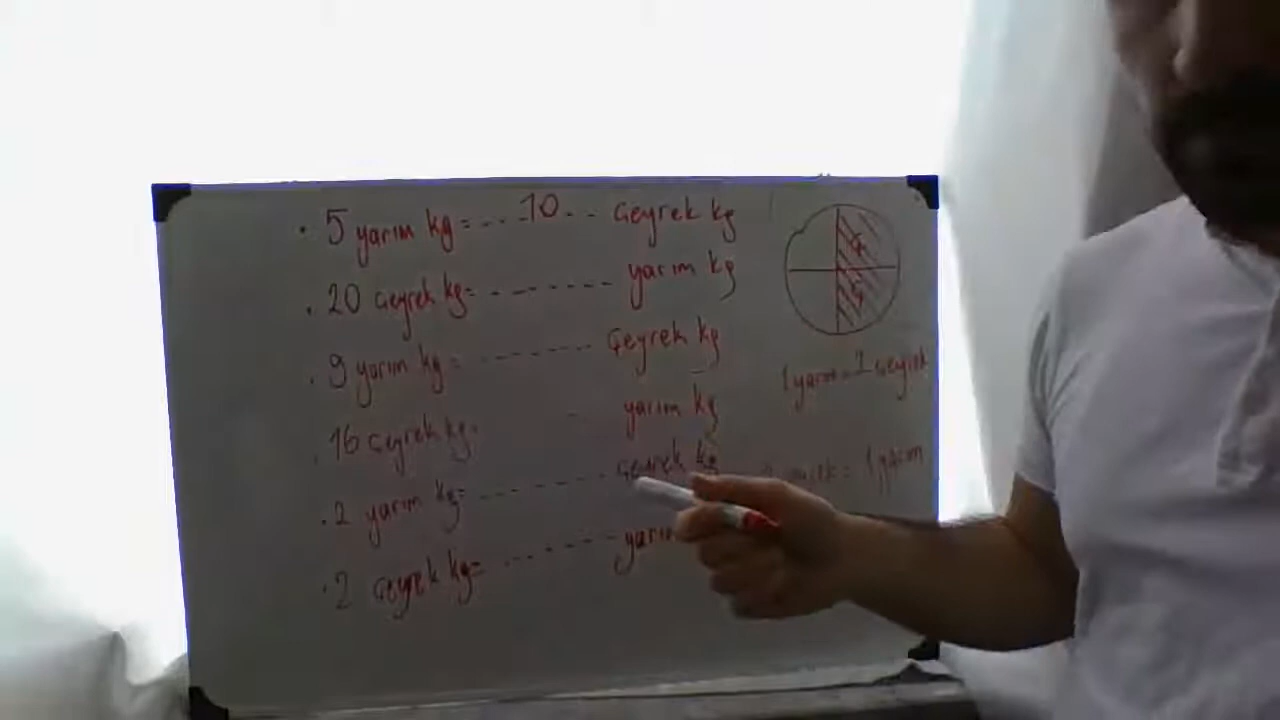 . 5 yarım kg = . - - 10 - - - Çeyrek kg
. 20 Çeyrek kg = - - - - - - - yarım kg
. 9 yarım kg = - - - - - - - Çeyrek kg
. 16 Çeyrek kg = yarım kg
. 2 yarım kg = - - - - - - - Çeyrek kg
. 2 Çeyrek kg = - - - - - - -
Ç
Ç
1 yarım = 2 Çeyrek
= 1 yarım